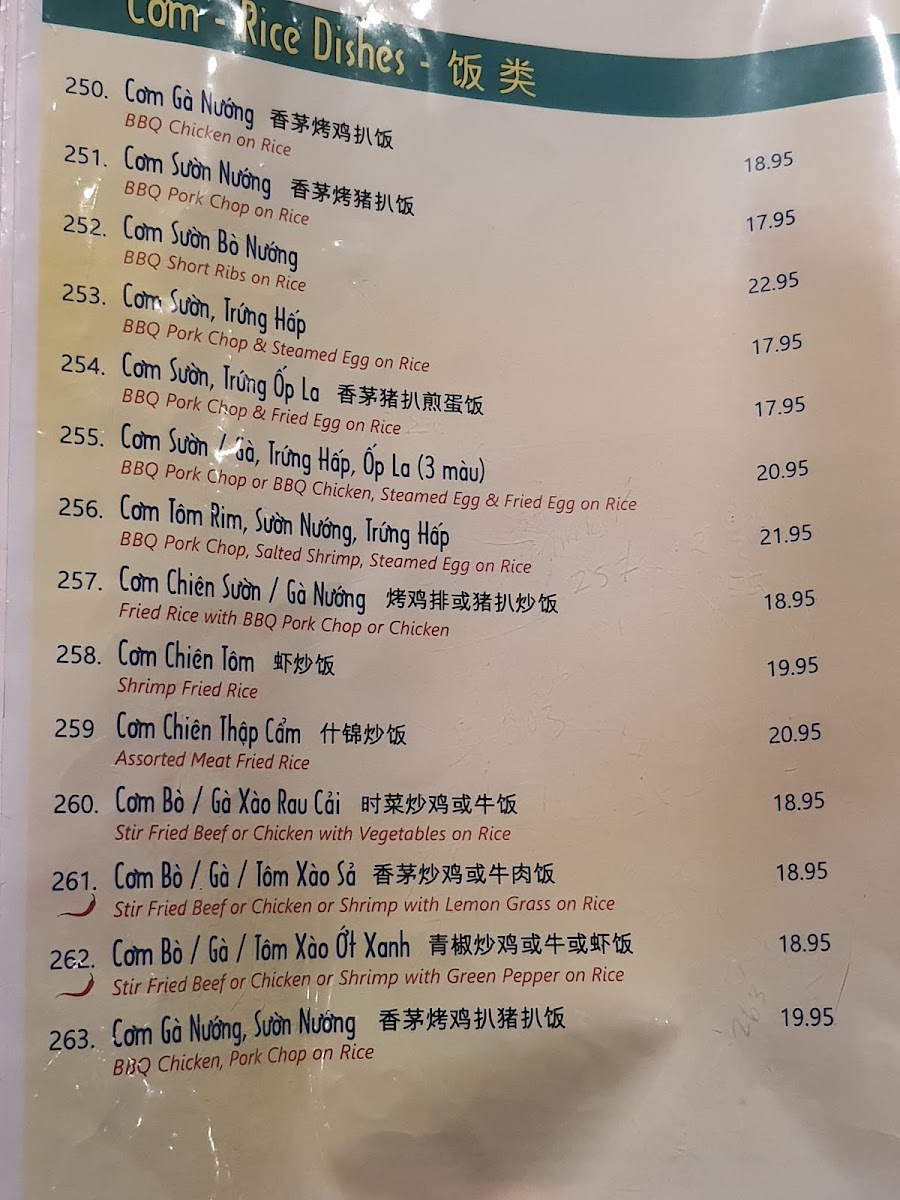 Cơm - Rice Dishes - 饭 类
250. Cơm Gà Nướng 香茅烤鸡扒饭 18.95
BBQ Chicken on Rice
251. Cơm Sườn Nướng 香茅烤猪扒饭 17.95
BBQ Pork Chop on Rice
252. Cơm Sườn Bò Nướng 22.95
BBQ Short Ribs on Rice
253. Cơm Sườn, Trứng Hấp 17.95
BBQ Pork Chop & Steamed Egg on Rice
254. Cơm Sườn, Trứng Ốp La 香茅猪扒煎蛋饭 17.95
BBQ Pork Chop & Fried Egg on Rice
255. Cơm Sườn / Gà, Trứng Hấp, Ốp La (3 màu) 20.95
BBQ Pork Chop or BBQ Chicken, Steamed Egg & Fried Egg on Rice
256. Cơm Tôm Rim, Sườn Nướng, Trứng Hấp 21.95
BBQ Pork Chop, Salted Shrimp, Steamed Egg on Rice
257. Cơm Chiên Sườn / Gà Nướng 烤鸡排或猪扒炒饭 18.95
Fried Rice with BBQ Pork Chop or Chicken
258. Cơm Chiên Tôm 虾炒饭 19.95
Shrimp Fried Rice
259 Cơm Chiên Thập Cẩm 什锦炒饭 20.95
Assorted Meat Fried Rice
260. Cơm Bò / Gà Xào Rau Cải 时菜炒鸡或牛饭 18.95
Stir Fried Beef or Chicken with Vegetables on Rice
261. Cơm Bò / Gà / Tôm Xào Sả 香茅炒鸡或牛肉饭 18.95
Stir Fried Beef or Chicken or Shrimp with Lemon Grass on Rice
262. Cơm Bò / Gà / Tôm Xào Ớt Xanh 青椒炒鸡或牛或虾饭 18.95
Stir Fried Beef or Chicken or Shrimp with Green Pepper on Rice
263. Cơm Gà Nướng, Sườn Nướng 香茅烤鸡扒猪扒饭 19.95
BBQ Chicken, Pork Chop on Rice
257
263